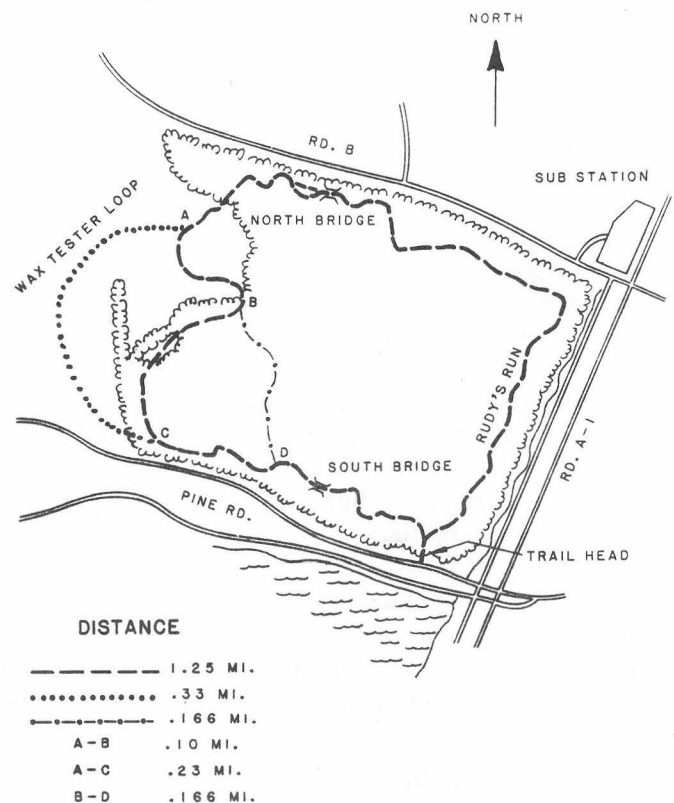 NORTH
RD. B
SUB STATION
WAX TESTER LOOP
A
NORTH BRIDGE
B
RUDY'S RUN
RD. A-1
C
D
SOUTH BRIDGE
PINE RD.
TRAIL HEAD
DISTANCE
1.25 MI.
.33 MI.
.166 MI.
A-B .10 MI.
A-C .23 MI.
B-D .166 MI.